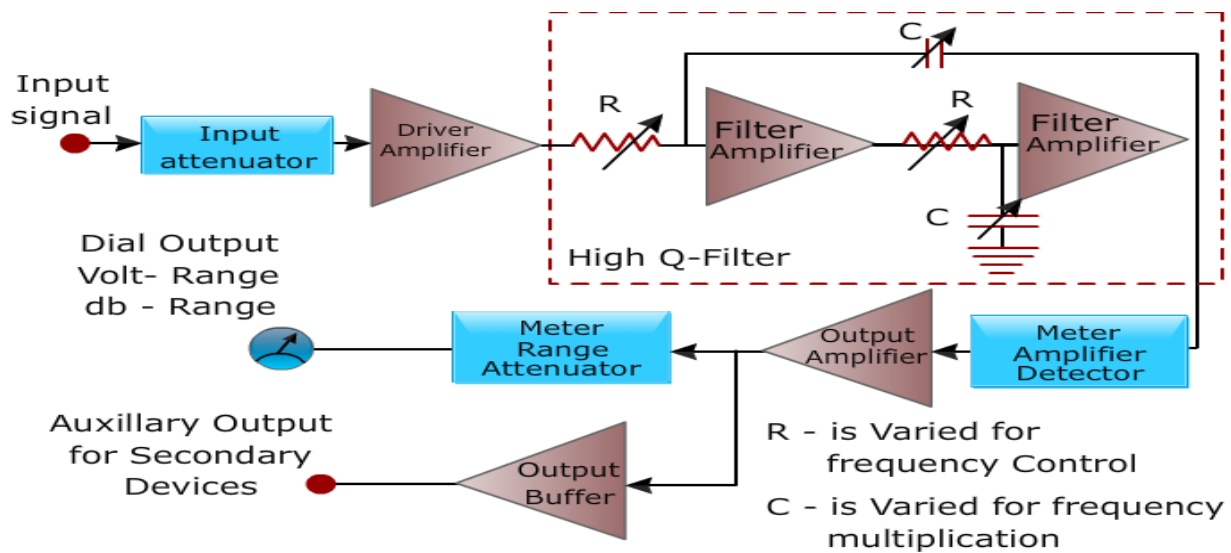 Input
signal
Input
attenuator
Driver
Amplifier
R
C
Filter
Amplifier
R
Filter
Amplifier
C
High Q-Filter
Dial Output
Volt- Range
db - Range
Meter
Range
Attenuator
Output
Amplifier
Meter
Amplifier
Detector
Auxillary Output
for Secondary
Devices
Output
Buffer
R - is Varied for
frequency Control
C - is Varied for frequency
multiplication